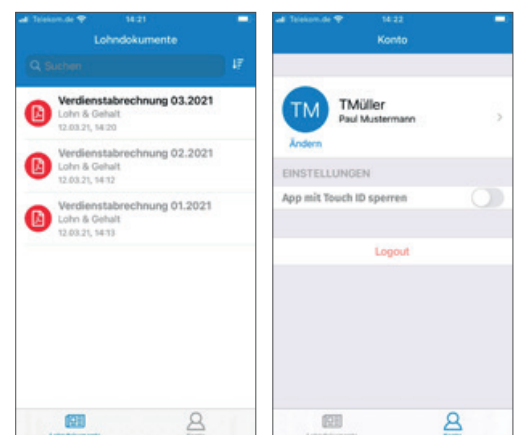 Telekom.de 14:21
Lohndokumente
Suchen
Verdienstabrechnung 03.2021
Lohn & Gehalt
12.03.21, 14:20
Verdienstabrechnung 02.2021
Lohn & Gehalt
12.03.21, 14:12
Verdienstabrechnung 01.2021
Lohn & Gehalt
12.03.21, 14:13
Telekom.de 14:22
Konto
TM
TMüller
Paul Mustermann
Ändern
EINSTELLUNGEN
App mit Touch ID sperren
Logout